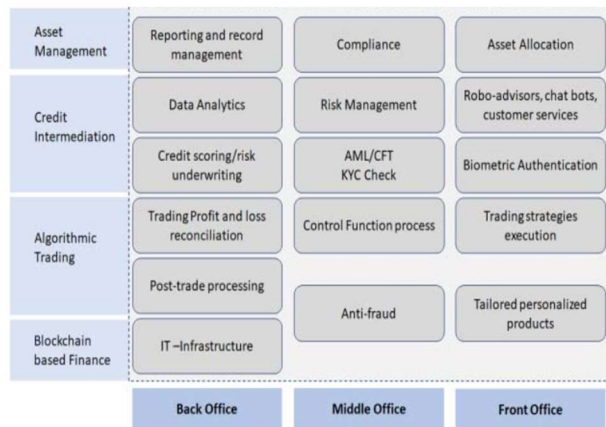 Asset
Management
Reporting and record
management
Compliance
Asset Allocation
Credit
Intermediation
Data Analytics
Risk Management
Robo-advisors, chat bots,
customer services
Credit scoring/risk
underwriting
AML/CFT
KYC Check
Biometric Authentication
Algorithmic
Trading
Trading Profit and loss
reconciliation
Control Function process
Trading strategies
execution
Post-trade processing
Anti-fraud
Tailored personalized
products
Blockchain
based Finance
IT –Infrastructure
Back Office
Middle Office
Front Office